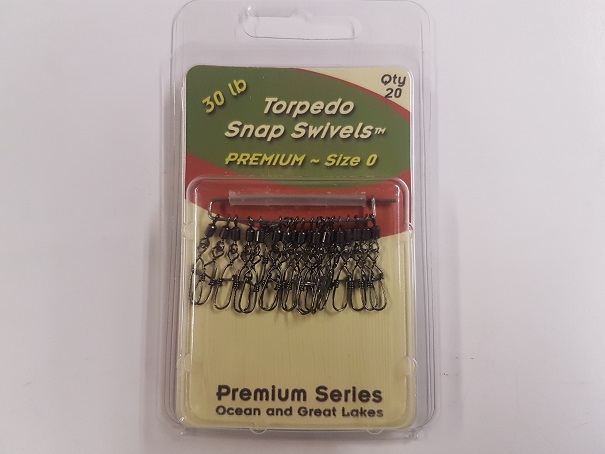 30 lb
Qty
20
Torpedo
Snap Swivels™
PREMIUM ~ Size 0
Premium Series
Ocean and Great Lakes